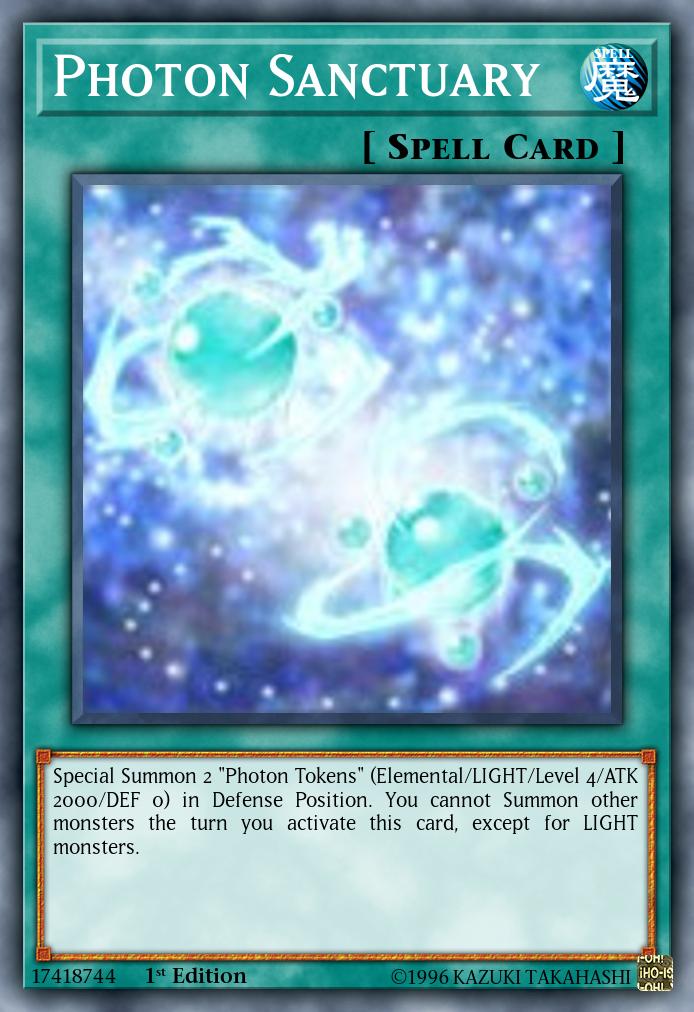 Photon Sanctuary
SPELL
魔
[ Spell Card ]
Special Summon 2 "Photon Tokens" (Elemental/LIGHT/Level 4/ATK
2000/DEF 0) in Defense Position. You cannot Summon other
monsters the turn you activate this card, except for LIGHT
monsters.
17418744 1st Edition ©1996 KAZUKI TAKAHASHI